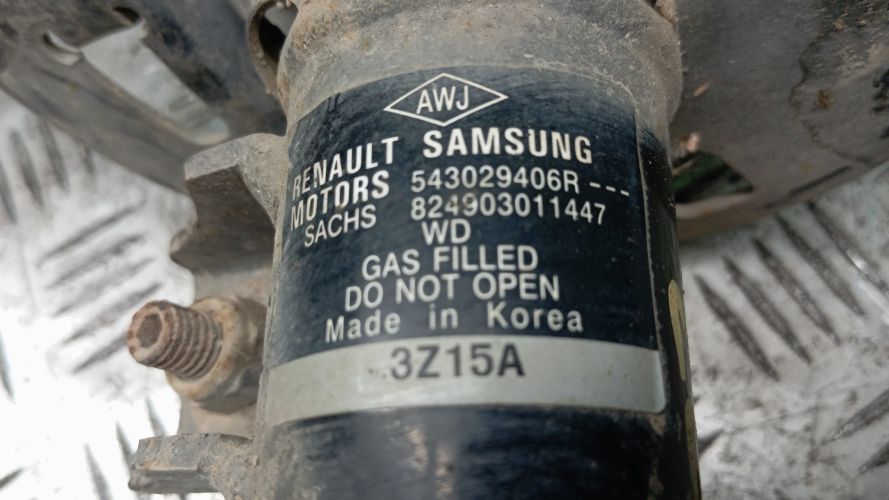 AWJ
RENAULT SAMSUNG
MOTORS 543029406R---
SACHS 824903011447
WD
GAS FILLED
DO NOT OPEN
Made in Korea
3Z15A